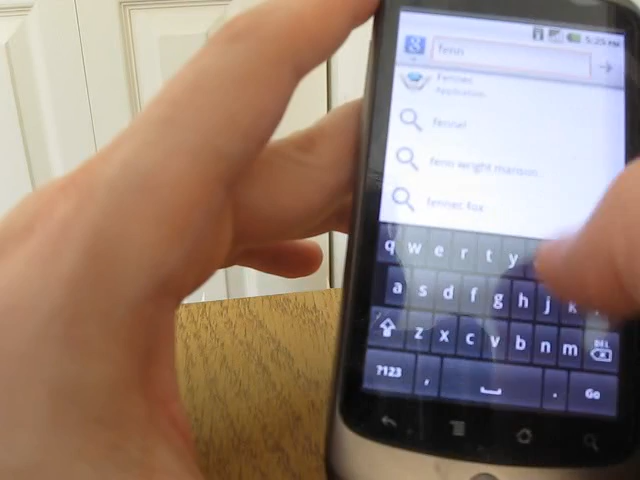 5:25 PM
g
fenn
Fennec
Application
fennel
fenn wright manson
fennec fox
q w e r t y
a s d f g h j k
z x c v b n m DEL
?123 , . Go